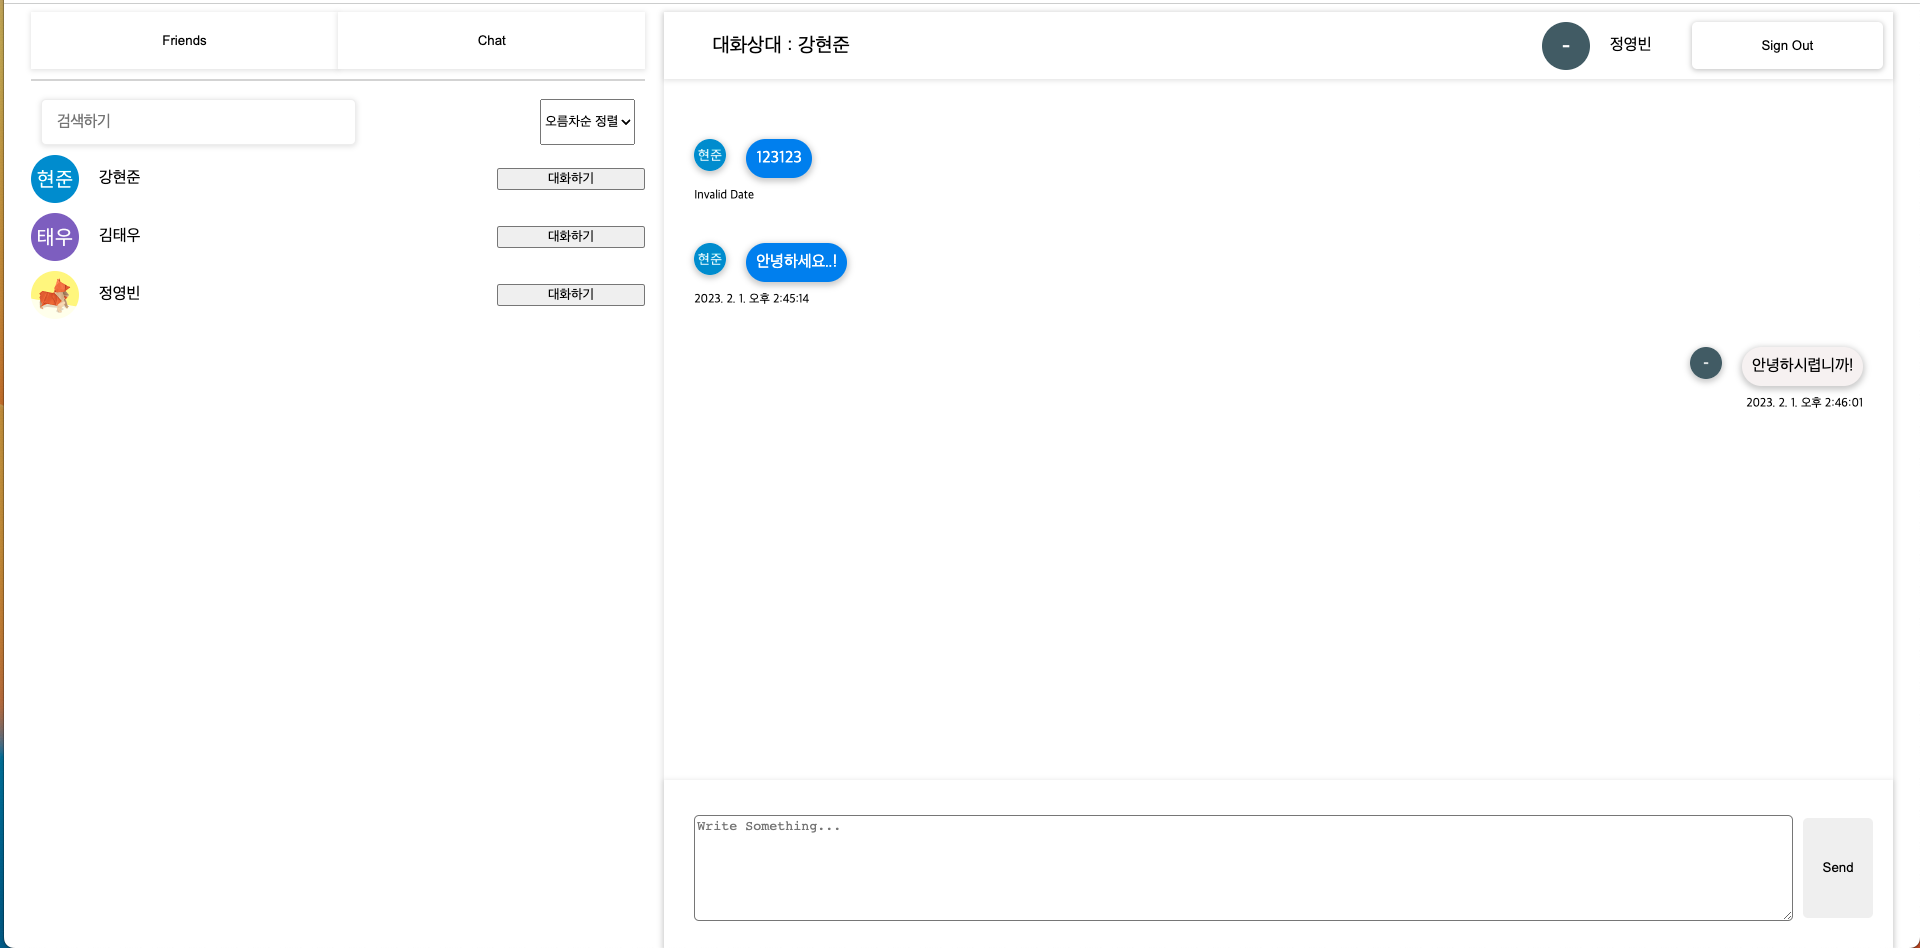 Friends
Chat
검색하기
오름차순 정렬
현준 강현준 대화하기
태우 김태우 대화하기
정영빈 대화하기
대화상대 : 강현준
- 정영빈
Sign Out
현준 123123
Invalid Date
현준 안녕하세요..!
2023. 2. 1. 오후 2:45:14
- 안녕하시렵니까!
2023. 2. 1. 오후 2:46:01
Write Something...
Send